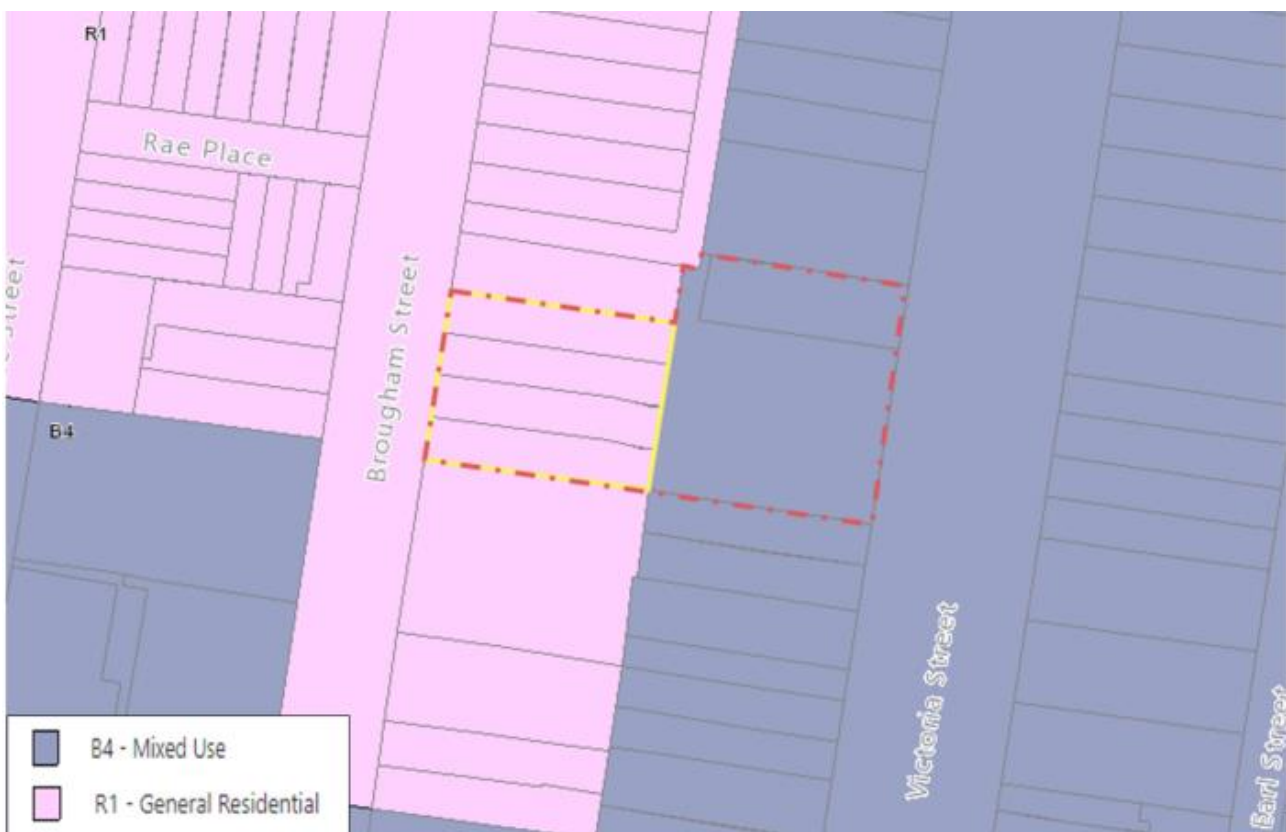 R1
Rae Place
Street
Brougham Street
B4
Victoria Street
Earl Street
B4 - Mixed Use
R1 - General Residential